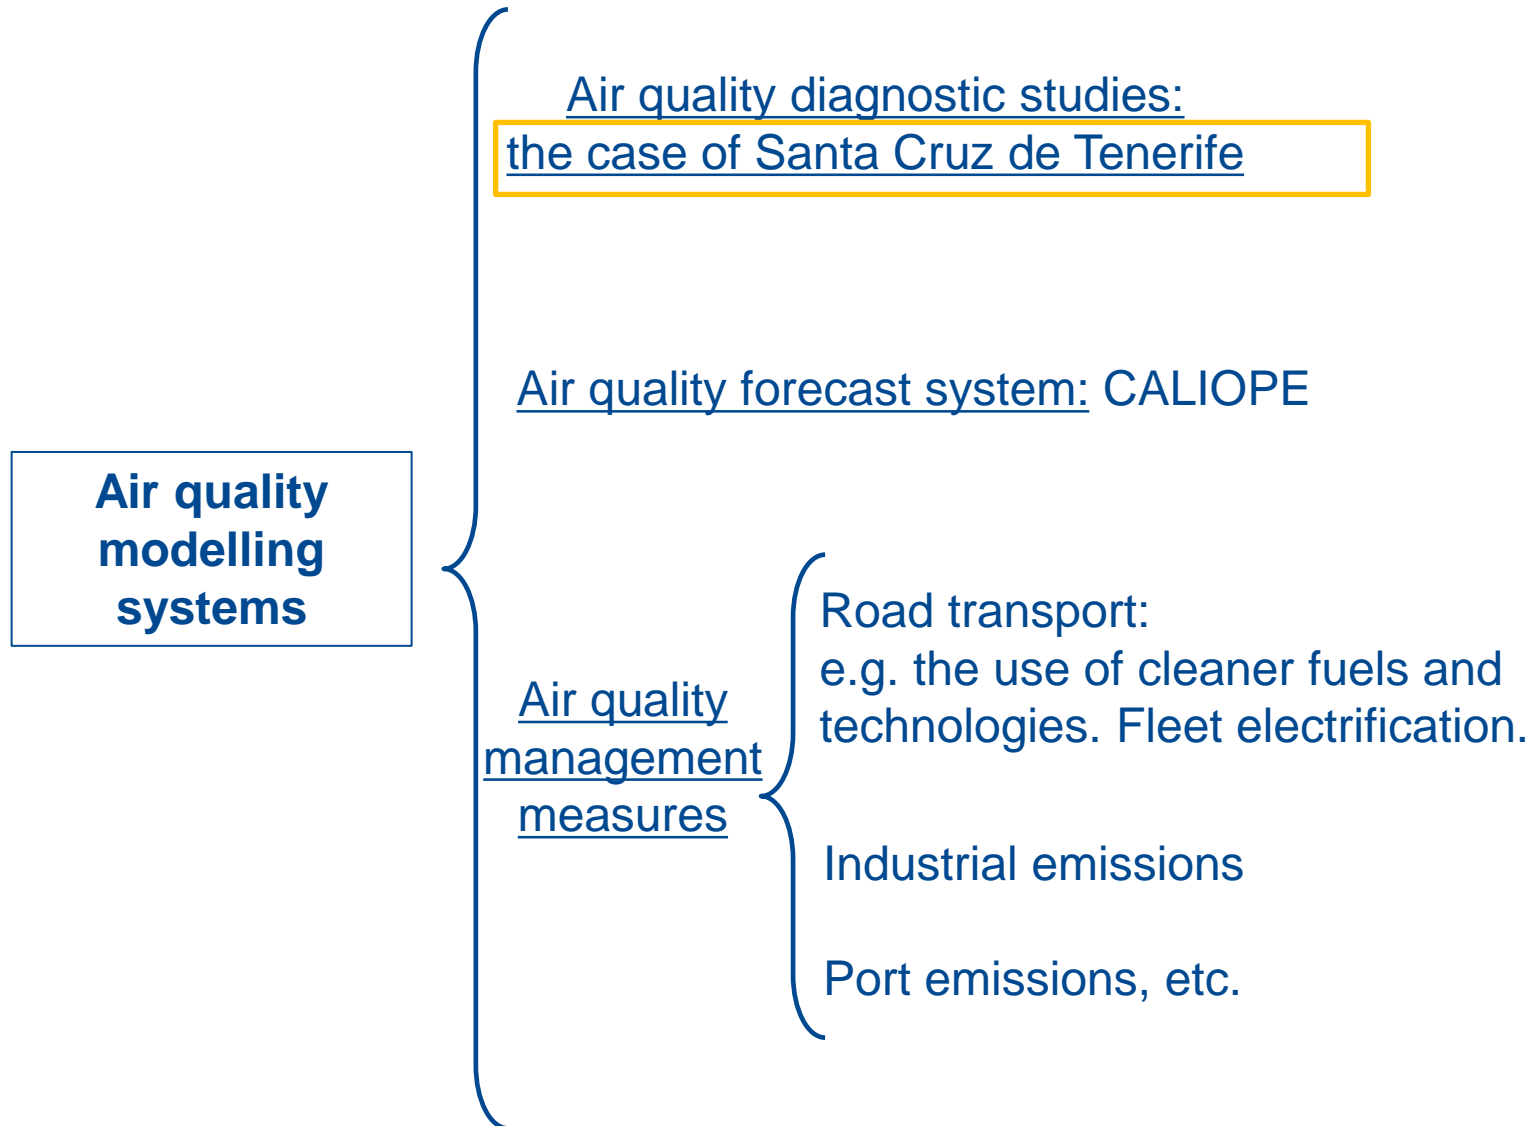 Air quality diagnostic studies:
the case of Santa Cruz de Tenerife
Air quality forecast system: CALIOPE
Air quality
modelling
systems
Air quality
management
measures
Road transport:
e.g. the use of cleaner fuels and
technologies. Fleet electrification.
Industrial emissions
Port emissions, etc.